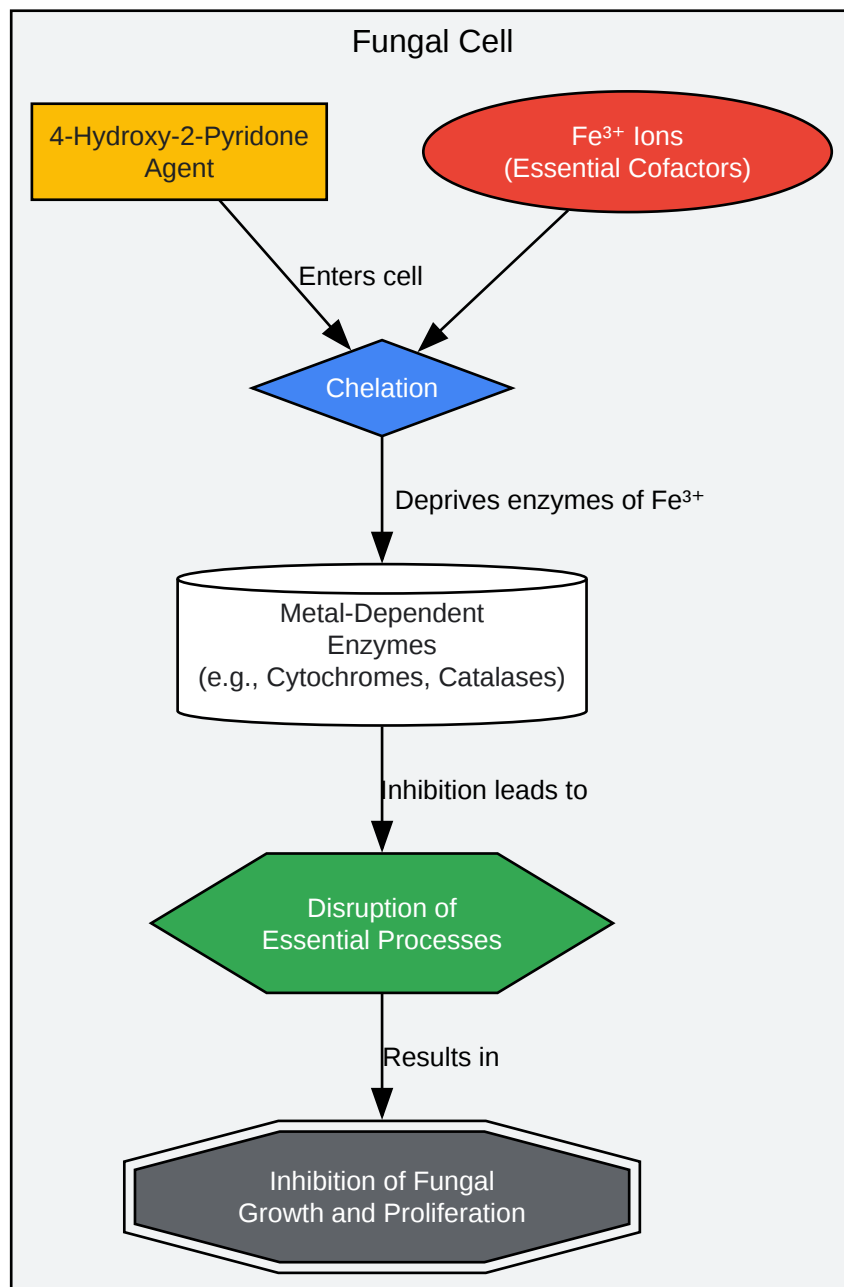 Fungal Cell
4-Hydroxy-2-Pyridone
Agent
Fe³⁺ Ions
(Essential Cofactors)
Enters cell
Chelation
Deprives enzymes of Fe³⁺
Metal-Dependent
Enzymes
(e.g., Cytochromes, Catalases)
Inhibition leads to
Disruption of
Essential Processes
Results in
Inhibition of Fungal
Growth and Proliferation